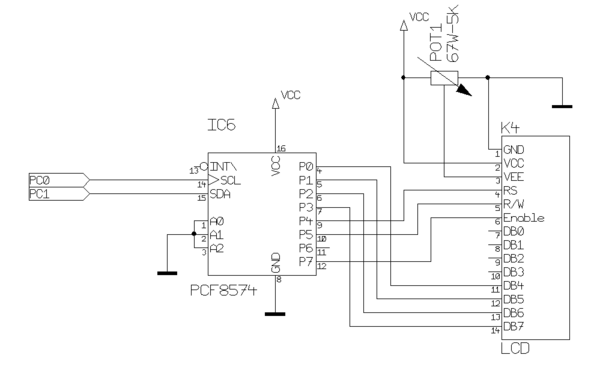 VCC
POT1
67W-5K
VCC
IC6
K4
16
VCC
13 INT\
14 SCL
15 SDA
1 A0
2 A1
3 A2
GND
8
P0 4
P1 5
P2 6
P3 7
P4 9
P5 10
P6 11
P7 12
PC0
PC1
PCF8574
1 GND
2 VCC
3 VEE
4 RS
5 R/W
6 Enable
7 DB0
8 DB1
9 DB2
10 DB3
11 DB4
12 DB5
13 DB6
14 DB7
LCD